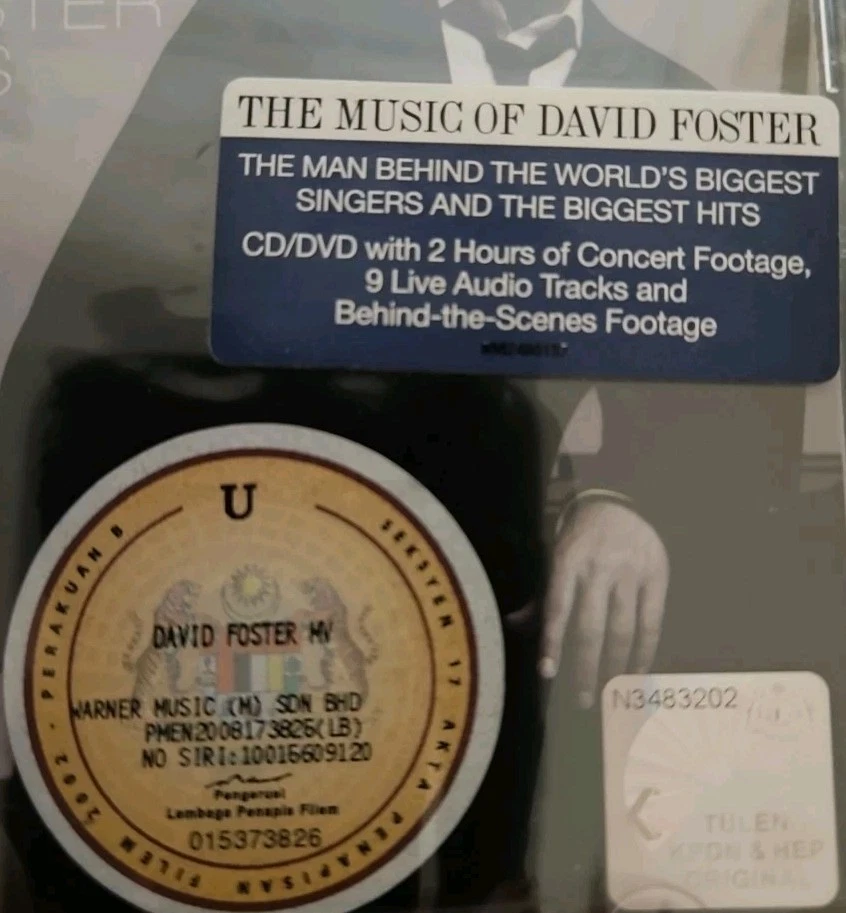 THE MUSIC OF DAVID FOSTER
THE MAN BEHIND THE WORLD'S BIGGEST
SINGERS AND THE BIGGEST HITS
CD/DVD with 2 Hours of Concert Footage,
9 Live Audio Tracks and
Behind-the-Scenes Footage
U
PERAKUAN B
SEKSYEN 17 AKTA PENAPISAN FILEM 2002
DAVID FOSTER MV
WARNER MUSIC (M) SDN BHD
PMEN2008173826(LB)
NO SIRI:10015609120
Pengerusi
Lembaga Penapis Filem
015373826
N3483202
TULEN
KPDN & HEP
ORIGINAL